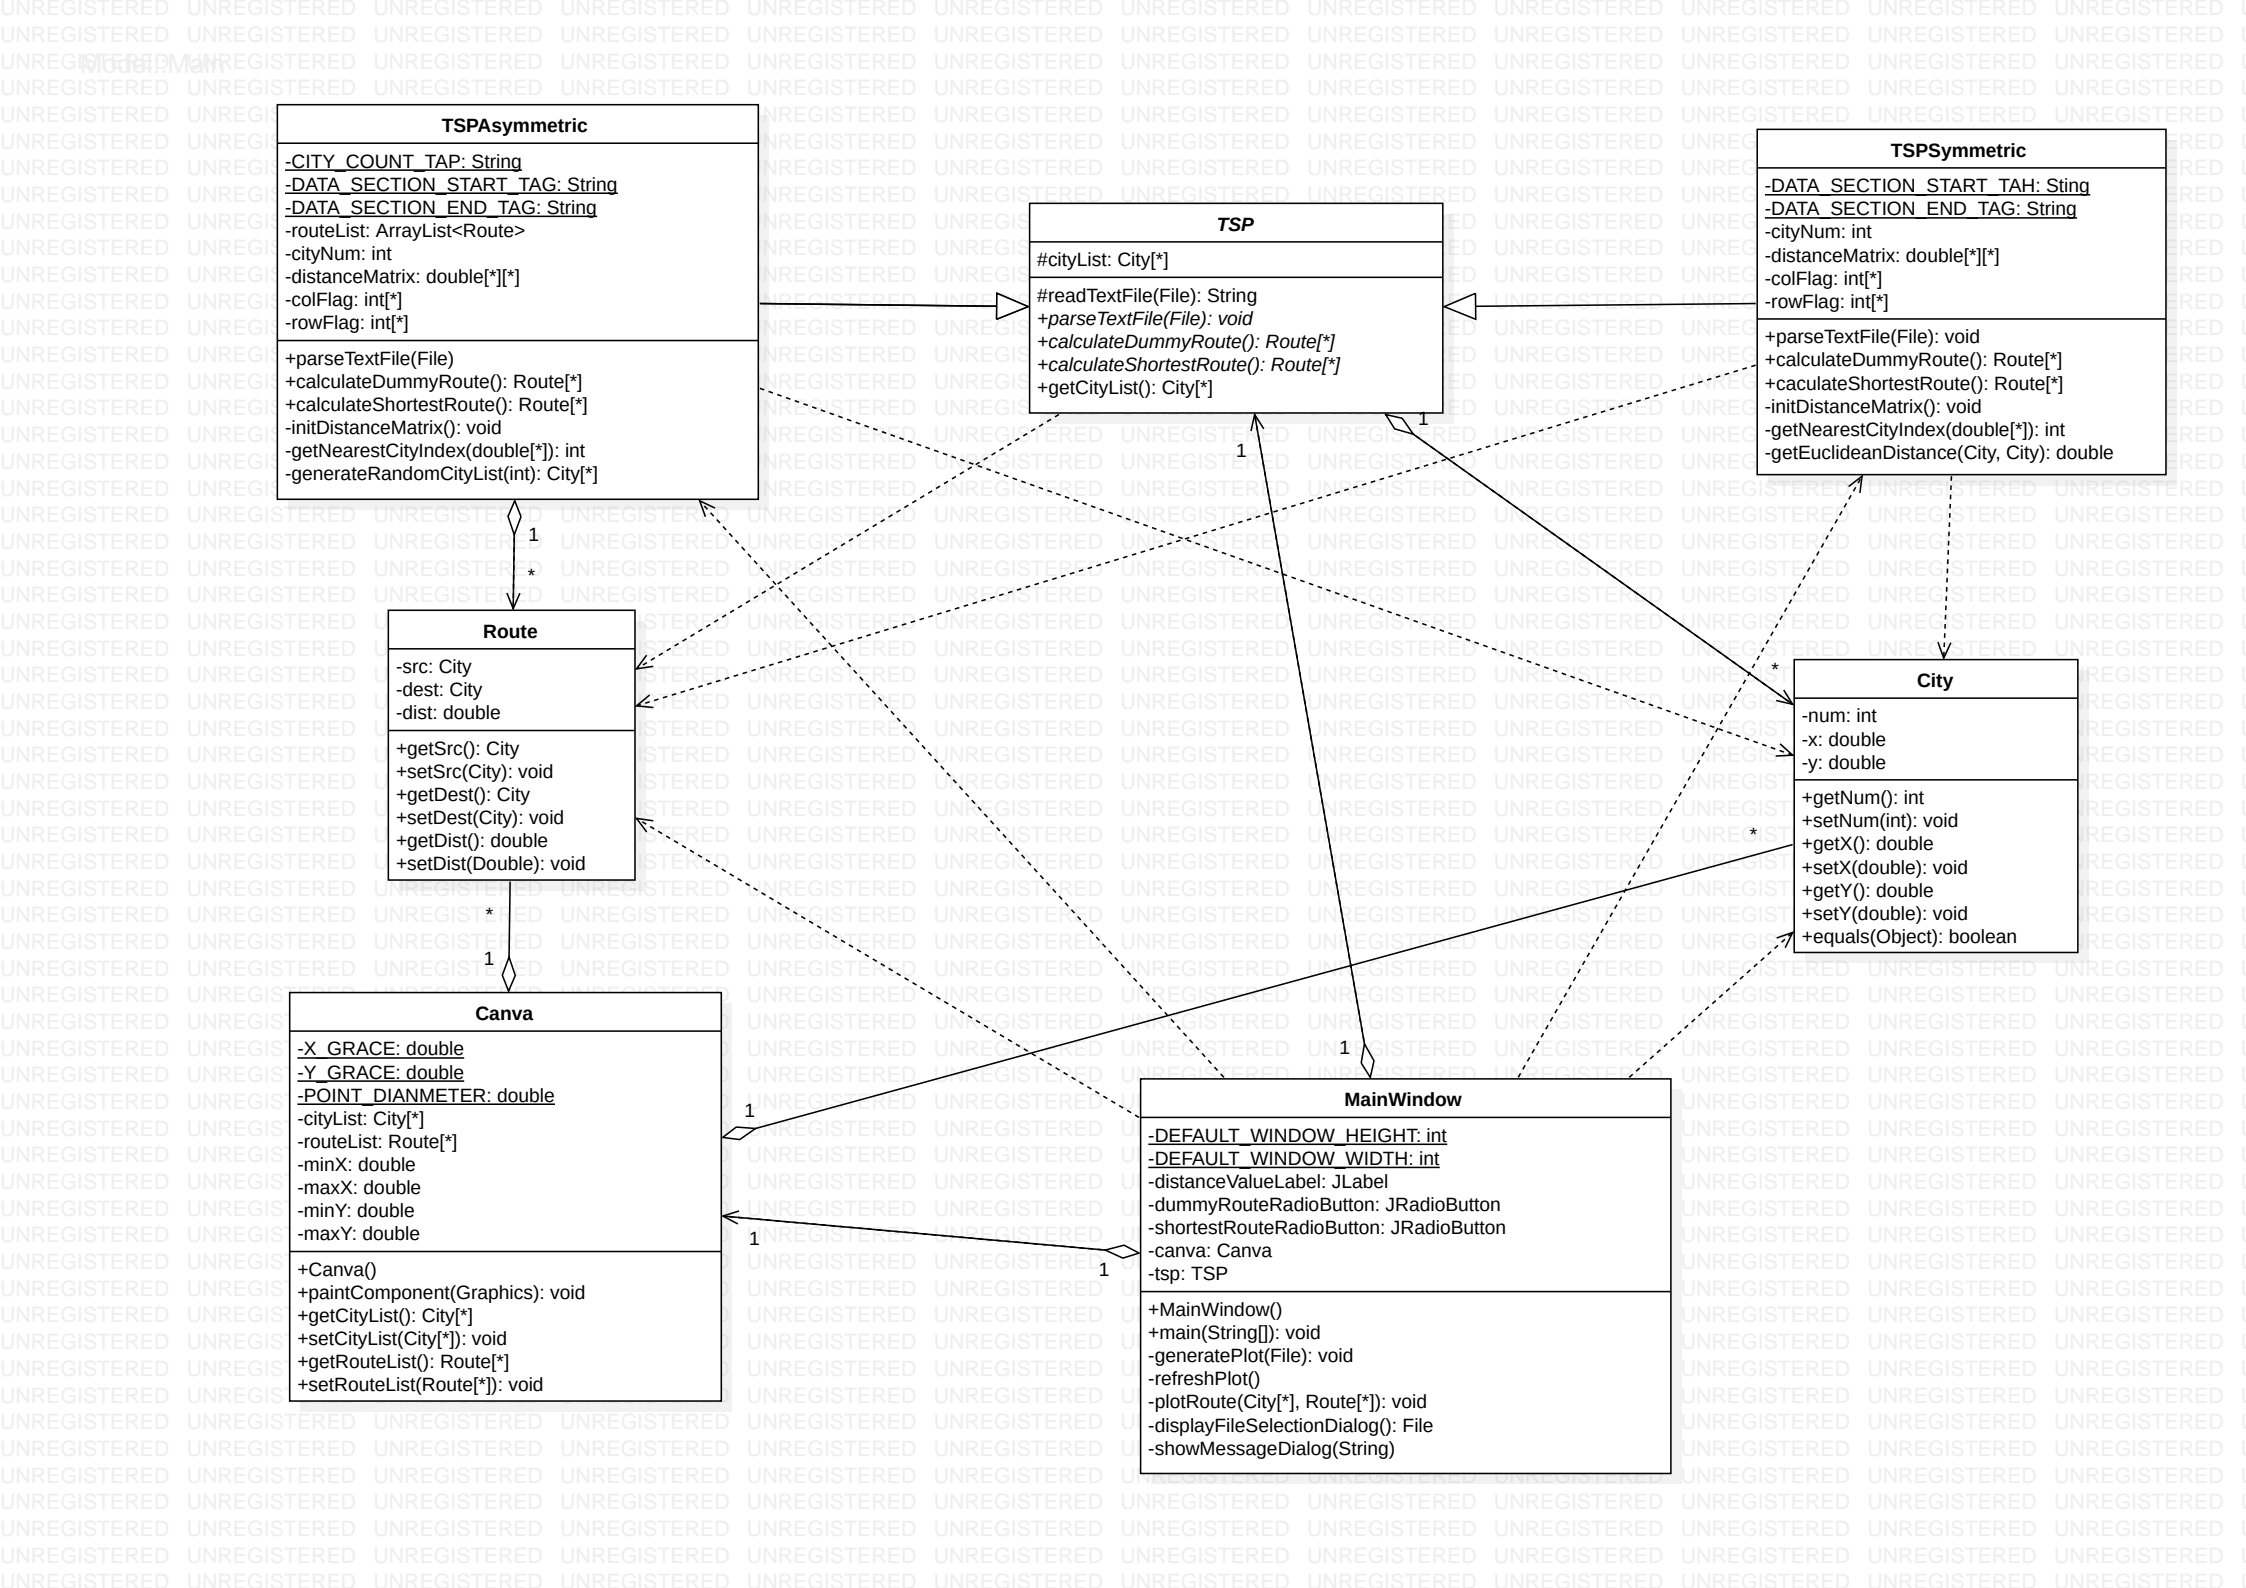 Model::Main
TSPAsymmetric
-CITY_COUNT_TAP: String
-DATA_SECTION_START_TAG: String
-DATA_SECTION_END_TAG: String
-routeList: ArrayList<Route>
-cityNum: int
-distanceMatrix: double[*][*]
-colFlag: int[*]
-rowFlag: int[*]
+parseTextFile(File)
+calculateDummyRoute(): Route[*]
+calculateShortestRoute(): Route[*]
-initDistanceMatrix(): void
-getNearestCityIndex(double[*]): int
-generateRandomCityList(int): City[*]
TSP
#cityList: City[*]
#readTextFile(File): String
+parseTextFile(File): void
+calculateDummyRoute(): Route[*]
+calculateShortestRoute(): Route[*]
+getCityList(): City[*]
TSPSymmetric
-DATA_SECTION_START_TAH: Sting
-DATA_SECTION_END_TAG: String
-cityNum: int
-distanceMatrix: double[*][*]
-colFlag: int[*]
-rowFlag: int[*]
+parseTextFile(File): void
+calculateDummyRoute(): Route[*]
+caculateShortestRoute(): Route[*]
-initDistanceMatrix(): void
-getNearestCityIndex(double[*]): int
-getEuclideanDistance(City, City): double
1
1
1
*
Route
-src: City
-dest: City
-dist: double
+getSrc(): City
+setSrc(City): void
+getDest(): City
+setDest(City): void
+getDist(): double
+setDist(Double): void
*
City
-num: int
-x: double
-y: double
+getNum(): int
+setNum(int): void
+getX(): double
+setX(double): void
+getY(): double
+setY(double): void
+equals(Object): boolean
*
*
1
Canva
-X_GRACE: double
-Y_GRACE: double
-POINT_DIANMETER: double
-cityList: City[*]
-routeList: Route[*]
-minX: double
-maxX: double
-minY: double
-maxY: double
+Canva()
+paintComponent(Graphics): void
+getCityList(): City[*]
+setCityList(City[*]): void
+getRouteList(): Route[*]
+setRouteList(Route[*]): void
1
1
1
1
MainWindow
-DEFAULT_WINDOW_HEIGHT: int
-DEFAULT_WINDOW_WIDTH: int
-distanceValueLabel: JLabel
-dummyRouteRadioButton: JRadioButton
-shortestRouteRadioButton: JRadioButton
-canva: Canva
-tsp: TSP
+MainWindow()
+main(String[]): void
-generatePlot(File): void
-refreshPlot()
-plotRoute(City[*], Route[*]): void
-displayFileSelectionDialog(): File
-showMessageDialog(String)
UNREGISTERED